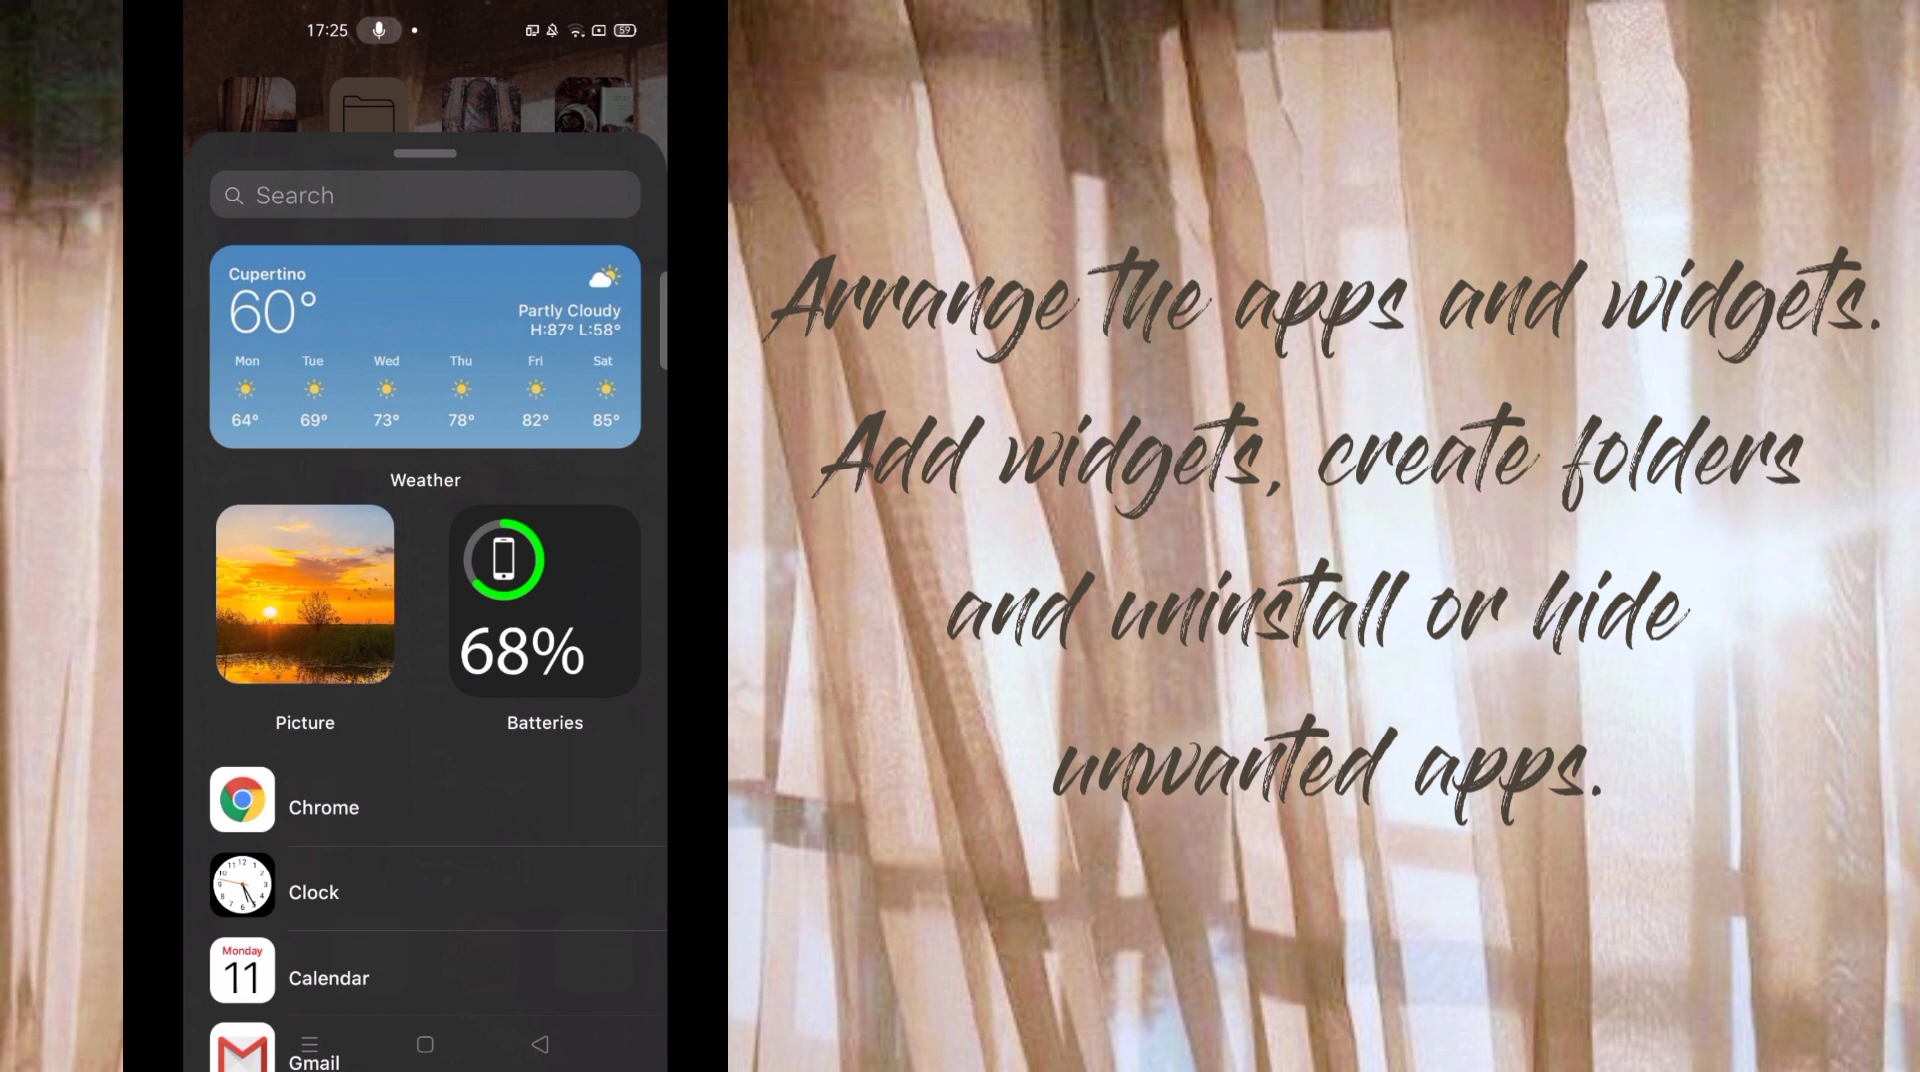 17:25
59
Search
Cupertino
60°
Partly Cloudy
H:87° L:58°
Mon Tue Wed Thu Fri Sat
64° 69° 73° 78° 82° 85°
Weather
68%
Picture Batteries
Chrome
Clock
Monday
11
Calendar
Gmail
Arrange the apps and widgets.
Add widgets, create folders
and uninstall or hide
unwanted apps.